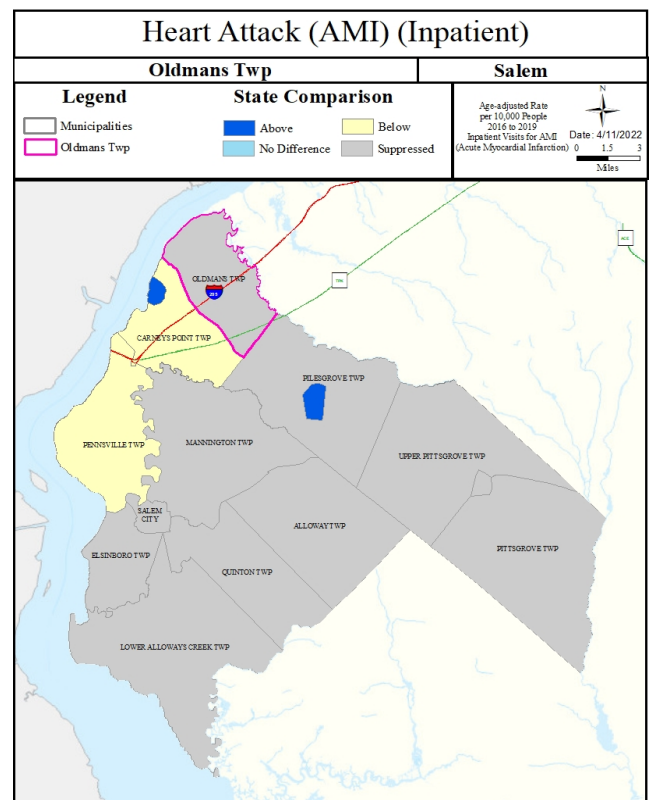 Heart Attack (AMI) (Inpatient)
Oldmans Twp
Salem
Legend
Municipalities
Oldmans Twp
State Comparison
Above
Below
No Difference
Suppressed
Age-adjusted Rate
per 10,000 People
2016 to 2019
Inpatient Visits for AMI
(Acute Myocardial Infarction)
N
Date: 4/11/2022
0 1.5 3
Miles
OLDMANS TWP
295
CARNEYS POINT TWP
PILESGROVE TWP
PENNSVILLE TWP
MANNINGTON TWP
UPPER PITTSGROVE TWP
SALEM
CITY
ALLOWAY TWP
ELSINBORO TWP
PITTSGROVE TWP
QUINTON TWP
LOWER ALLOWAYS CREEK TWP